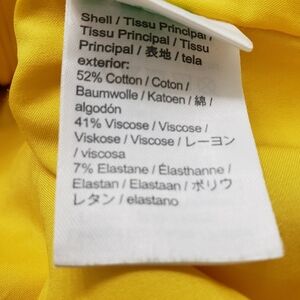 Shell / Tissu Principal /
Tissu Principal / Tissu
Principal / 表地 / tela
exterior:
52% Cotton / Coton /
Baumwolle / Katoen / 綿 /
algodón
41% Viscose / Viscose /
Viskose / Viscose / レーヨン
/ viscosa
7% Elastane / Élasthanne /
Elastan / Elastaan / ポリウ
レタン / elastano